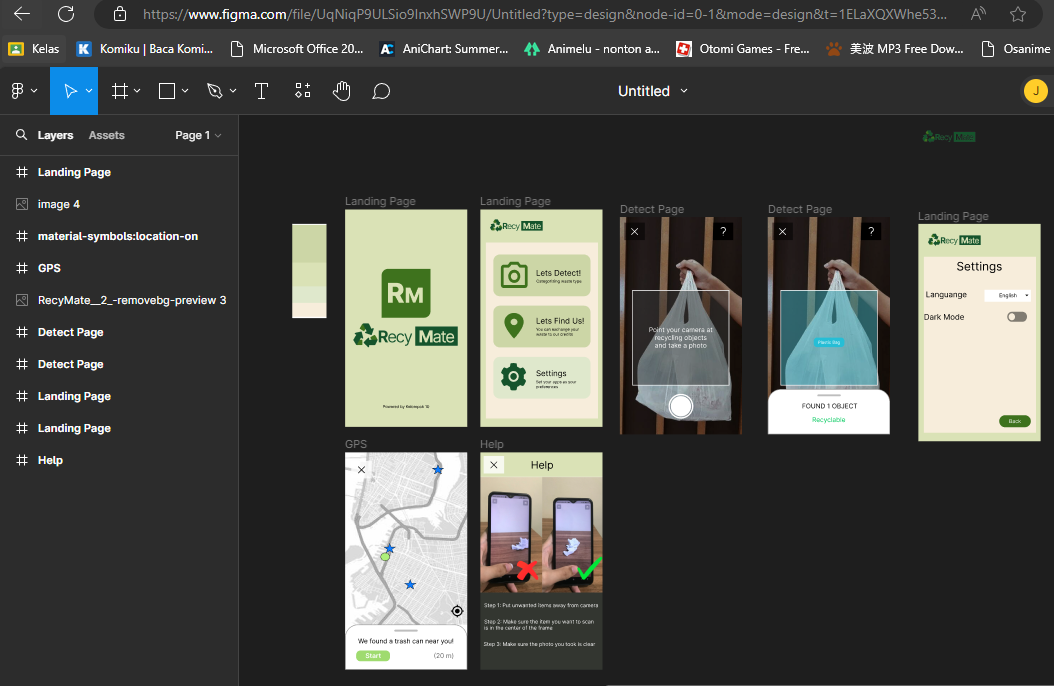 https://www.figma.com/file/UqNiqP9ULSio9InxhSWP9U/Untitled?type=design&node-id=0-1&mode=design&t=1ELaXQXWhe53...
Kelas
Komiku | Baca Komi...
Microsoft Office 20...
AniChart: Summer...
Animelu - nonton a...
Otomi Games - Fre...
美波 MP3 Free Dow...
Osanime
Untitled
J
Layers
Assets
Page 1
Landing Page
image 4
material-symbols:location-on
GPS
RecyMate__2_-removebg-preview 3
Detect Page
Detect Page
Landing Page
Landing Page
Help
Recy Mate
Landing Page
RM
Recy Mate
Powered by Kelompok 10
Landing Page
Recy Mate
Lets Detect!
Categorizing waste type
Lets Find Us!
You can exchange your
waste to our credits
Settings
Set your apps as your
preferences
Detect Page
?
Point your camera at
recycling objects
and take a photo
Detect Page
?
Plastic Bag
FOUND 1 OBJECT
Recyclable
Landing Page
Recy Mate
Settings
Languange
English
Dark Mode
Back
GPS
We found a trash can near you!
Start
(20 m)
Help
Help
Step 1: Put unwanted items away from camera
Step 2: Make sure the item you want to scan
is in the center of the frame
Step 3: Make sure the photo you took is clear